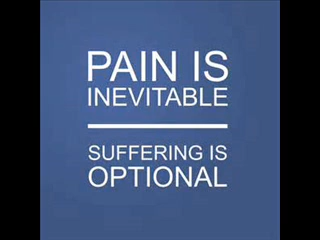 PAIN IS
INEVITABLE
SUFFERING IS
OPTIONAL